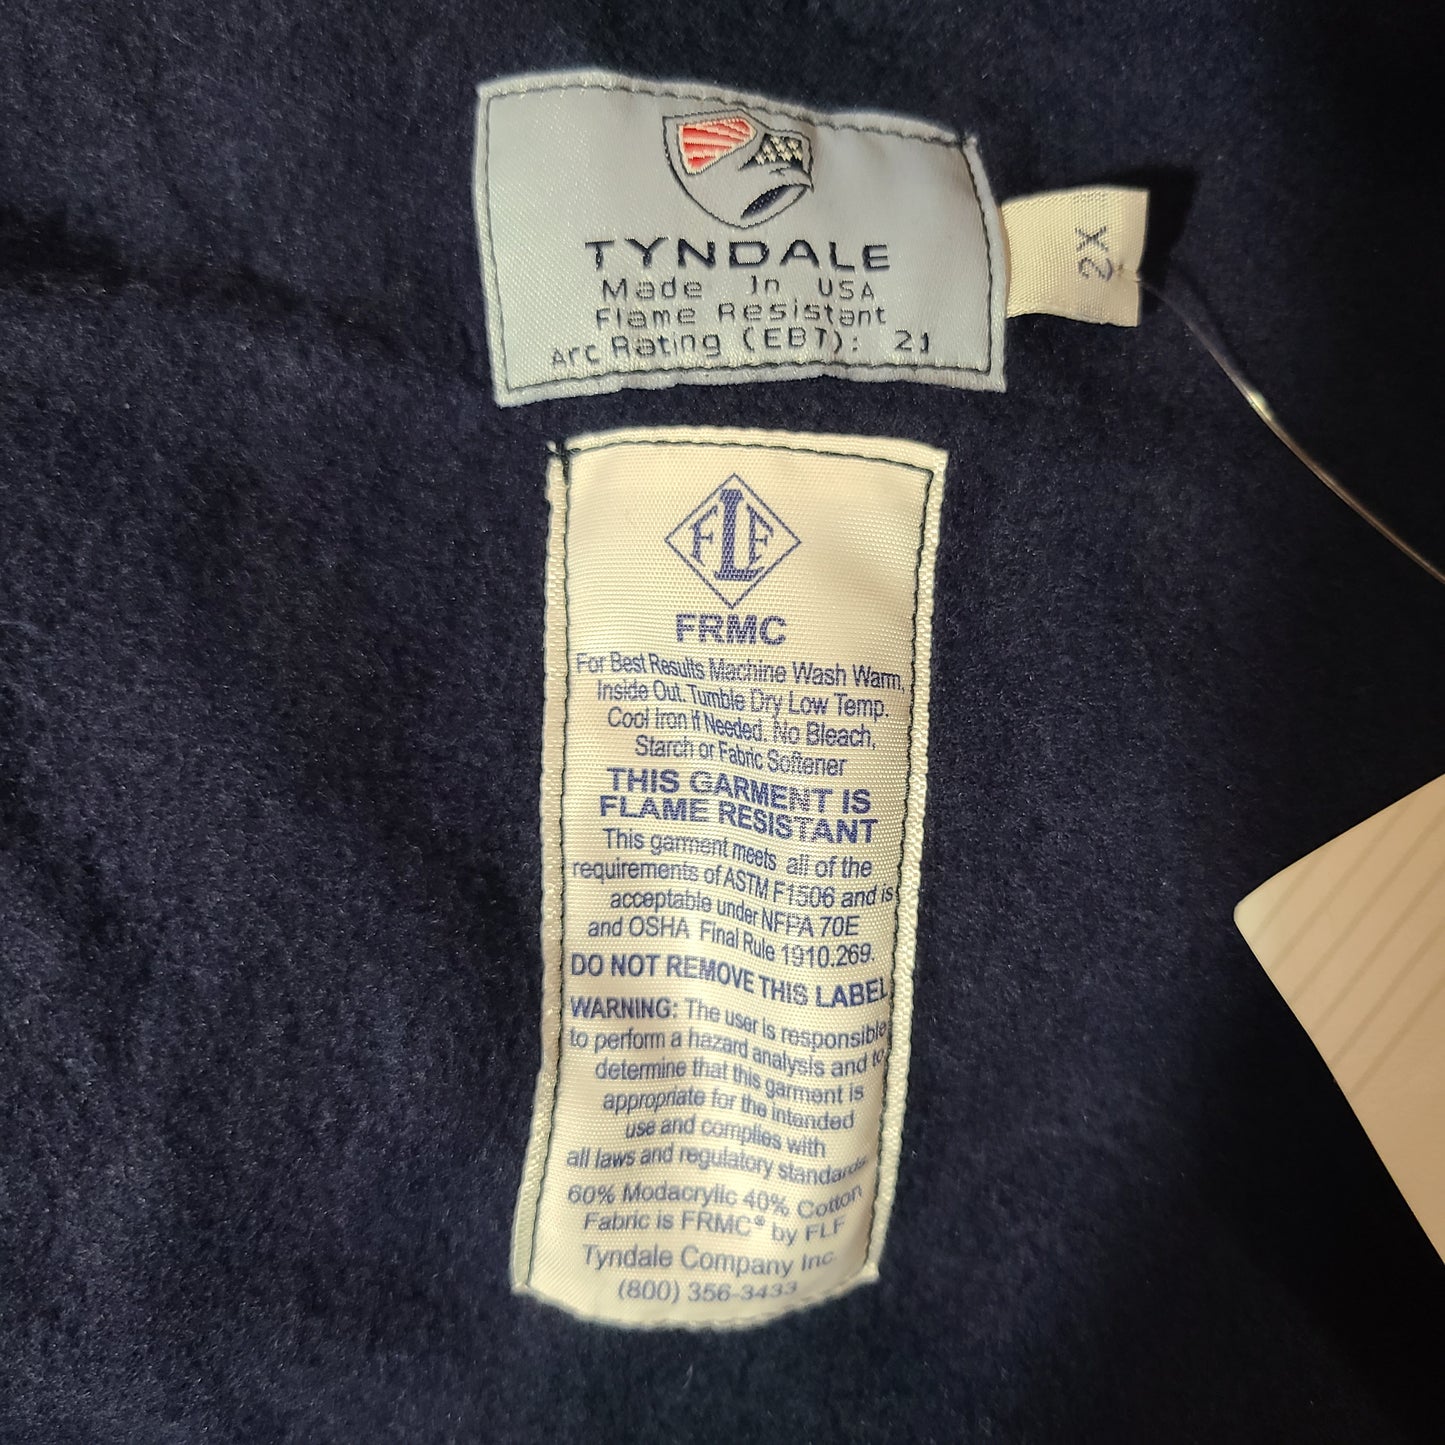 TYNDALE
Made In USA
Flame Resistant
Arc Rating (EBT): 21
2X
FLF
FRMC
For Best Results Machine Wash Warm,
Inside Out. Tumble Dry Low Temp.
Cool Iron if Needed. No Bleach,
Starch or Fabric Softener
THIS GARMENT IS
FLAME RESISTANT
This garment meets all of the
requirements of ASTM F1506 and is
acceptable under NFPA 70E
and OSHA Final Rule 1910.269.
DO NOT REMOVE THIS LABEL
WARNING: The user is responsible
to perform a hazard analysis and to
determine that this garment is
appropriate for the intended
use and complies with
all laws and regulatory standards.
60% Modacrylic 40% Cotton
Fabric is FRMC® by FLF
Tyndale Company Inc.
(800) 356-3433